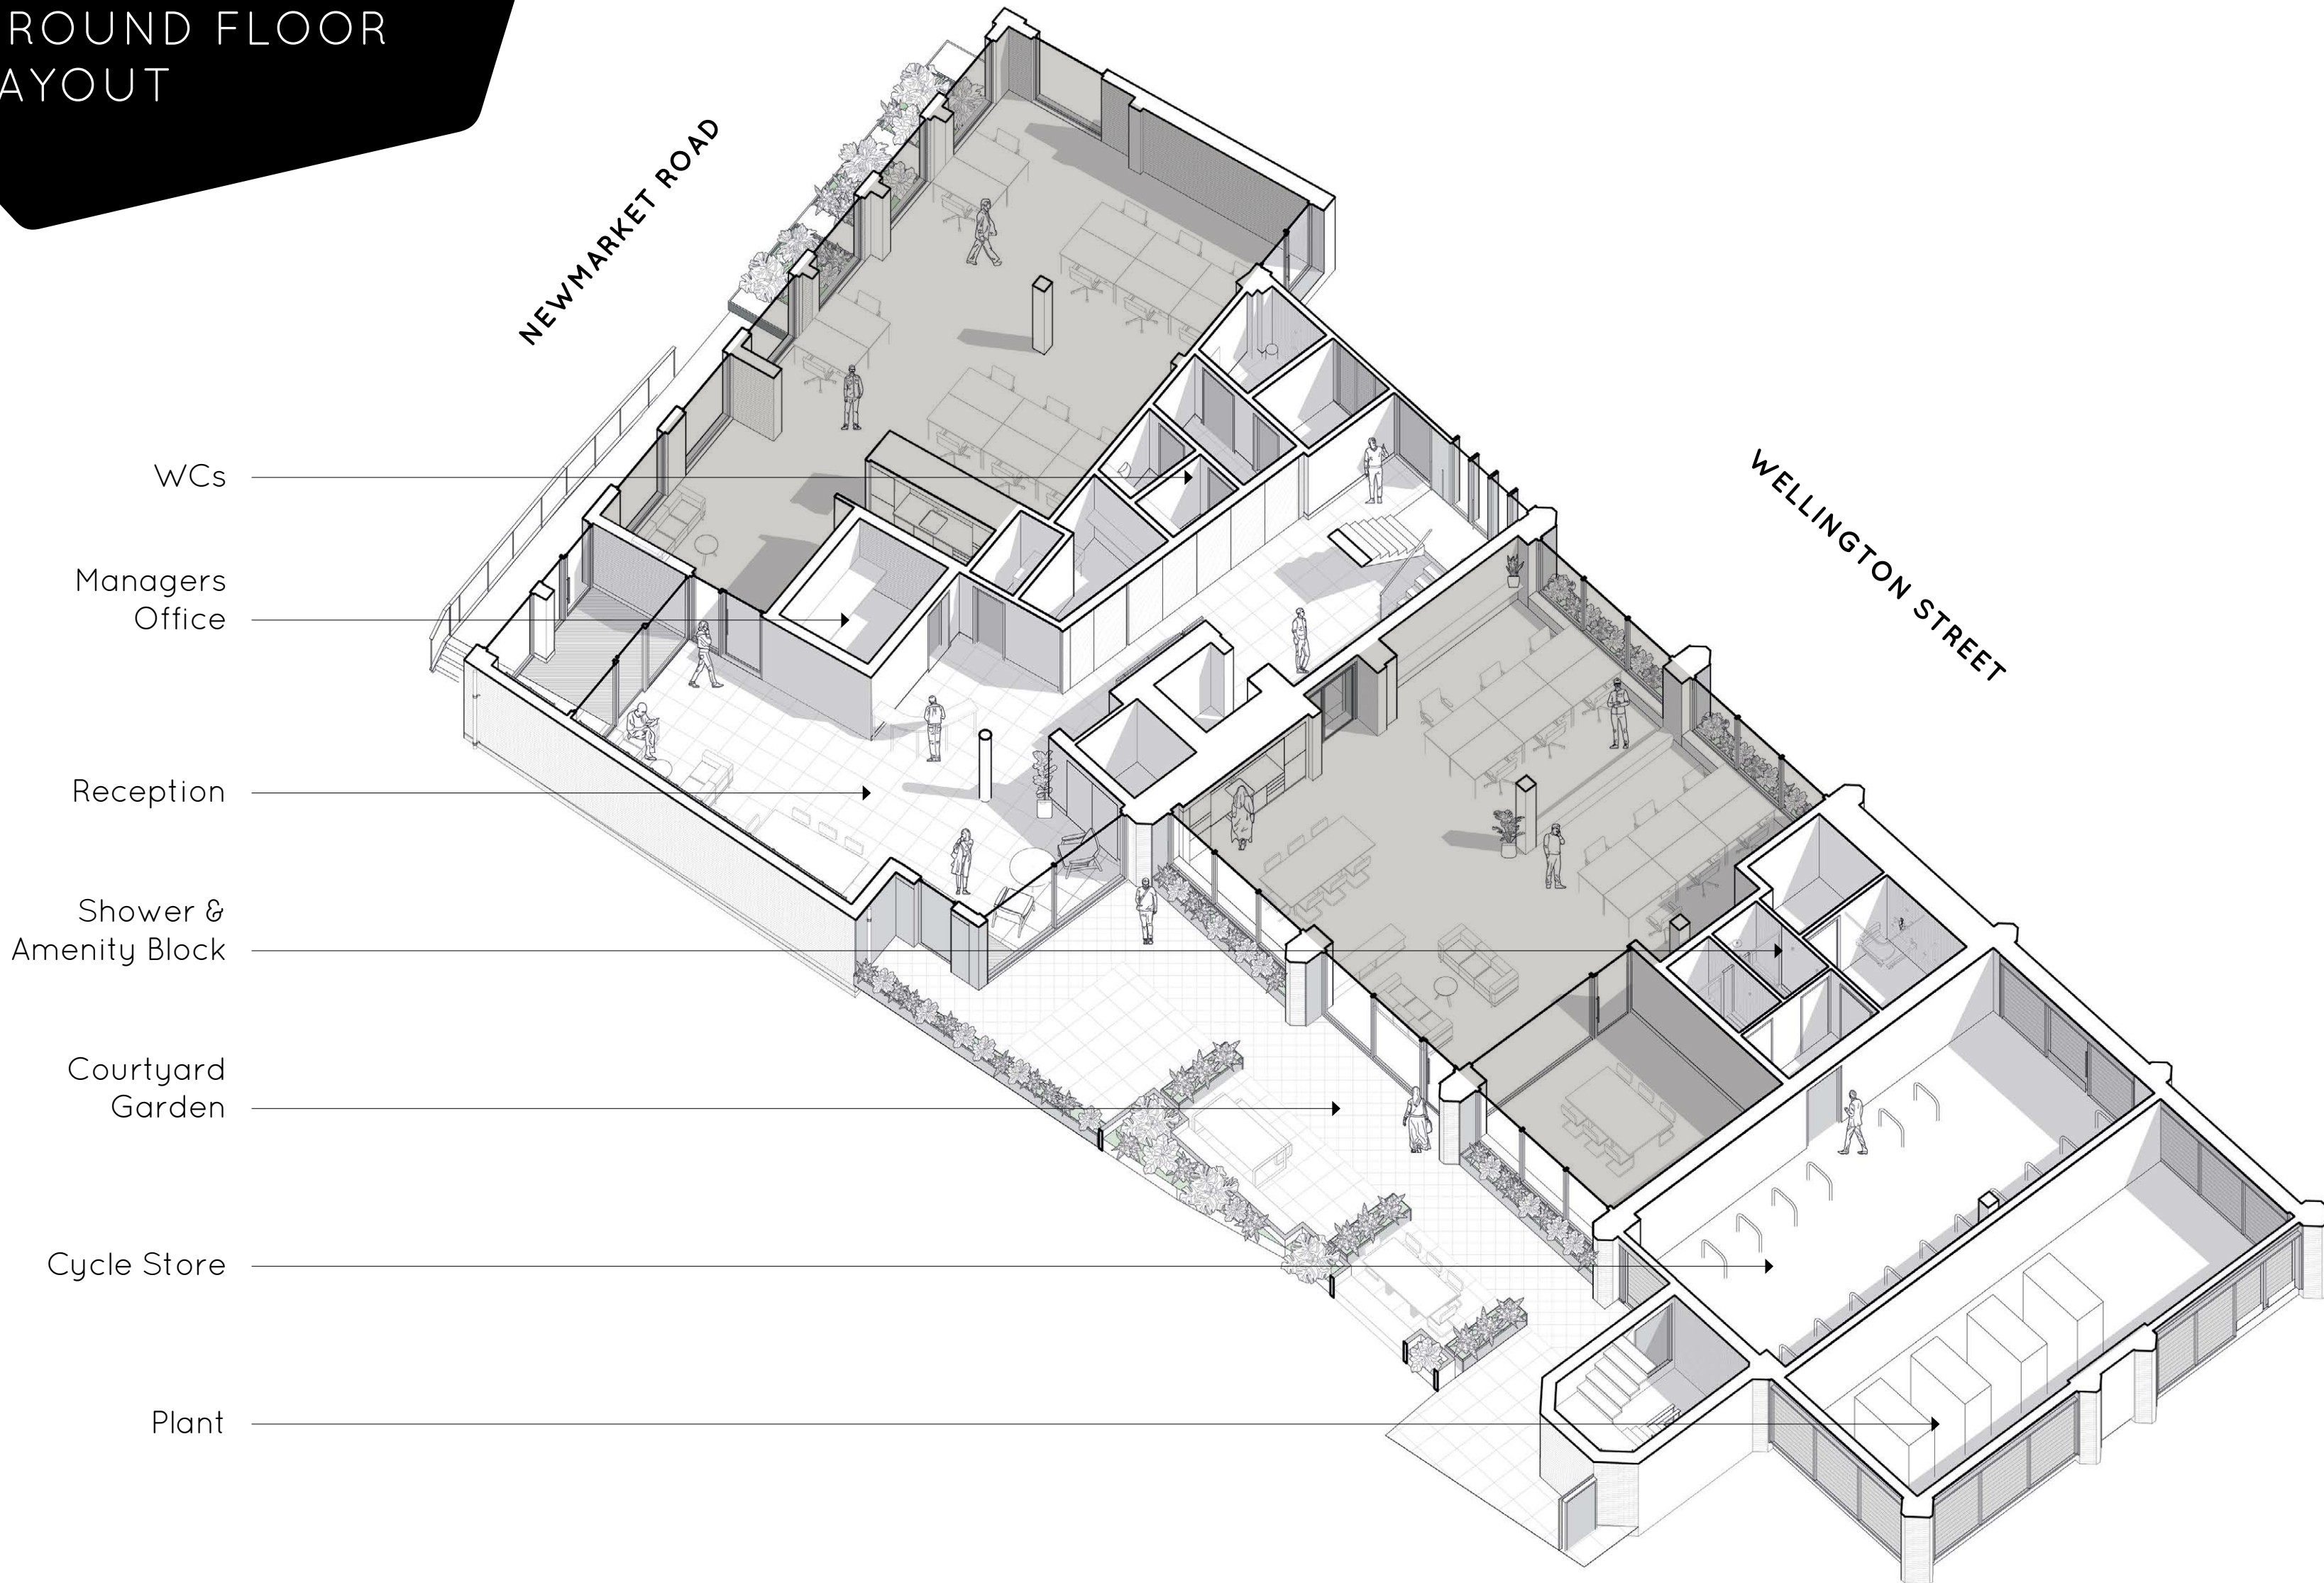 ROUND FLOOR
AYOUT
NEWMARKET ROAD
WELLINGTON STREET
WCs
Managers
Office
Reception
Shower &
Amenity Block
Courtyard
Garden
Cycle Store
Plant